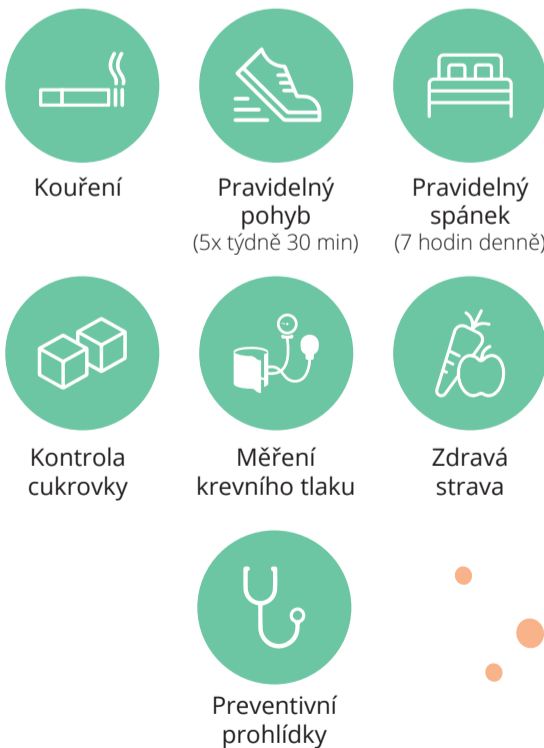 Kouření
Pravidelný
pohyb
(5x týdně 30 min)
Pravidelný
spánek
(7 hodin denně)
Kontrola
cukrovky
Měření
krevního tlaku
Zdravá
strava
Preventivní
prohlídky